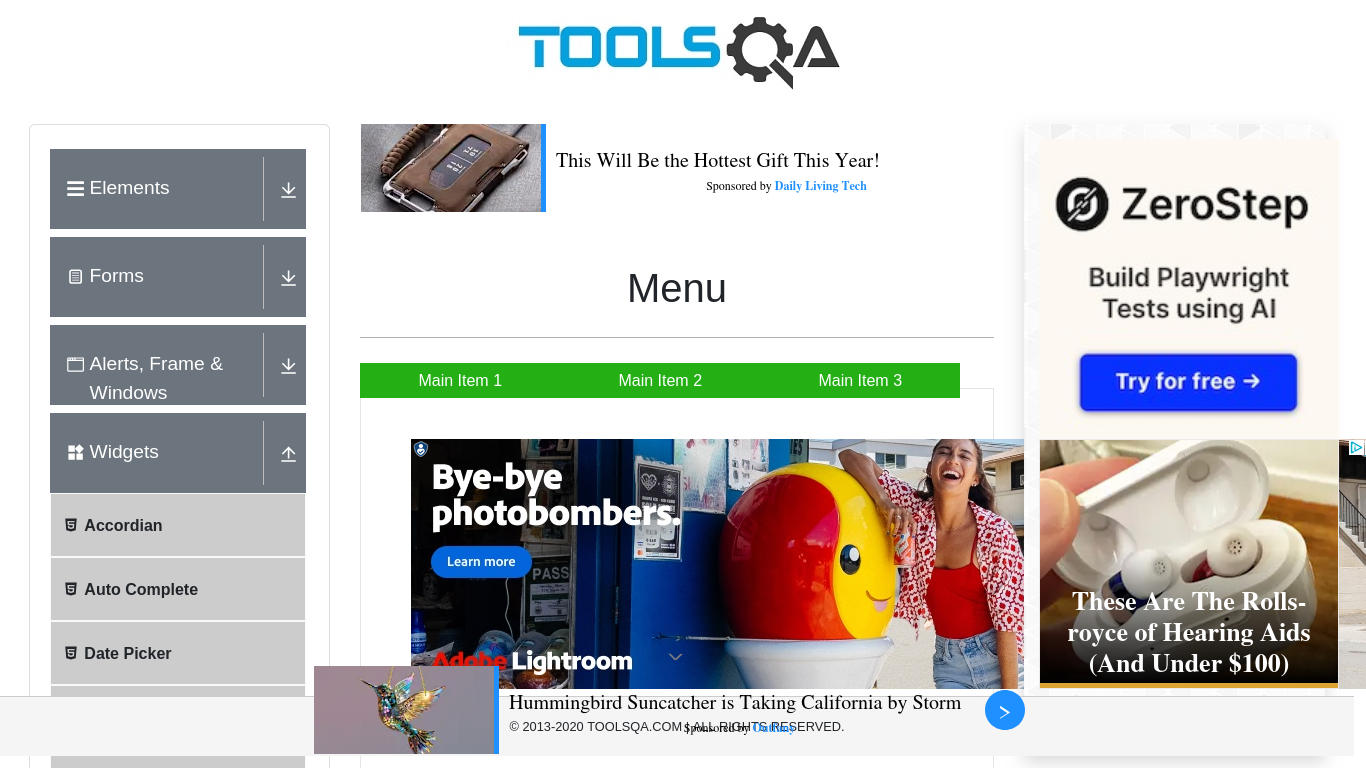 TOOLSQA
Elements
Forms
Alerts, Frame &
Windows
Widgets
Accordian
Auto Complete
Date Picker
This Will Be the Hottest Gift This Year!
Sponsored by Daily Living Tech
Menu
Main Item 1
Main Item 2
Main Item 3
Bye-bye
photobombers.
Learn more
PASS
Adobe Lightroom
ZeroStep
Build Playwright
Tests using AI
Try for free →
These Are The Rolls-
royce of Hearing Aids
(And Under $100)
Hummingbird Suncatcher is Taking California by Storm
© 2013-2020 TOOLSQA.COM | ALL RIGHTS RESERVED.
Sponsored by